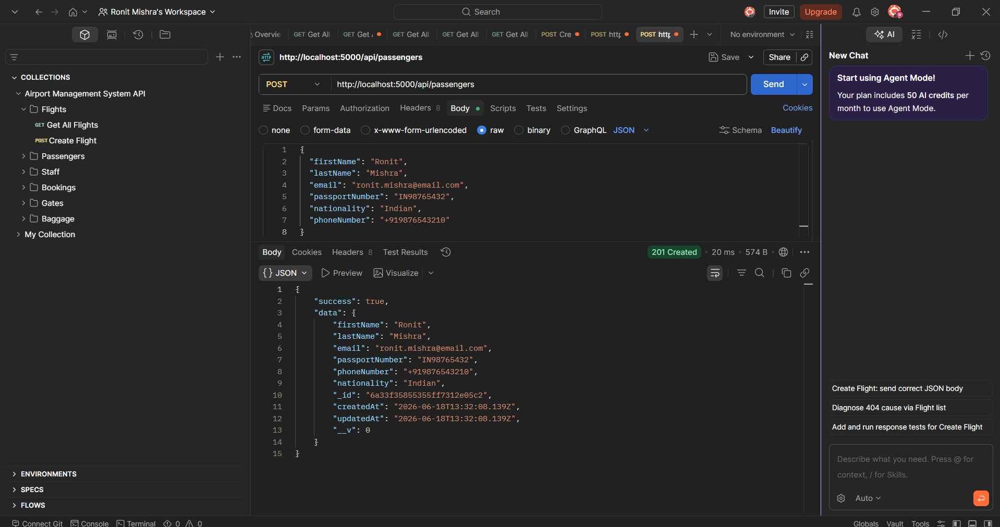 Ronit Mishra's Workspace
Search
Invite
Upgrade
Overvie
GET Get All
GET Get A
GET Get All
GET Get All
GET Get All
POST Cre
POST http
POST http
No environment
AI
COLLECTIONS
Airport Management System API
Flights
GET Get All Flights
POST Create Flight
Passengers
Staff
Bookings
Gates
Baggage
My Collection
ENVIRONMENTS
SPECS
FLOWS
HTTP http://localhost:5000/api/passengers
Save
Share
POST http://localhost:5000/api/passengers
Send
Docs Params Authorization Headers 8 Body Scripts Tests Settings Cookies
none form-data x-www-form-urlencoded raw binary GraphQL JSON Schema Beautify
1 {
2 "firstName": "Ronit",
3 "lastName": "Mishra",
4 "email": "ronit.mishra@email.com",
5 "passportNumber": "IN98765432",
6 "nationality": "Indian",
7 "phoneNumber": "+919876543210"
8 }
Body Cookies Headers 8 Test Results 201 Created • 20 ms • 574 B
{} JSON Preview Visualize
1 {
2 "success": true,
3 "data": {
4 "firstName": "Ronit",
5 "lastName": "Mishra",
6 "email": "ronit.mishra@email.com",
7 "passportNumber": "IN98765432",
8 "phoneNumber": "+919876543210",
9 "nationality": "Indian",
10 "_id": "6a33f35855355ff7312e05c2",
11 "createdAt": "2026-06-18T13:32:08.139Z",
12 "updatedAt": "2026-06-18T13:32:08.139Z",
13 "__v": 0
14 }
15 }
New Chat
Start using Agent Mode!
Your plan includes 50 AI credits per
month to use Agent Mode.
Create Flight: send correct JSON body
Diagnose 404 cause via Flight list
Add and run response tests for Create Flight
Describe what you need. Press @ for
context, / for Skills.
Auto
Connect Git Console Terminal 0 0
Globals Vault Tools